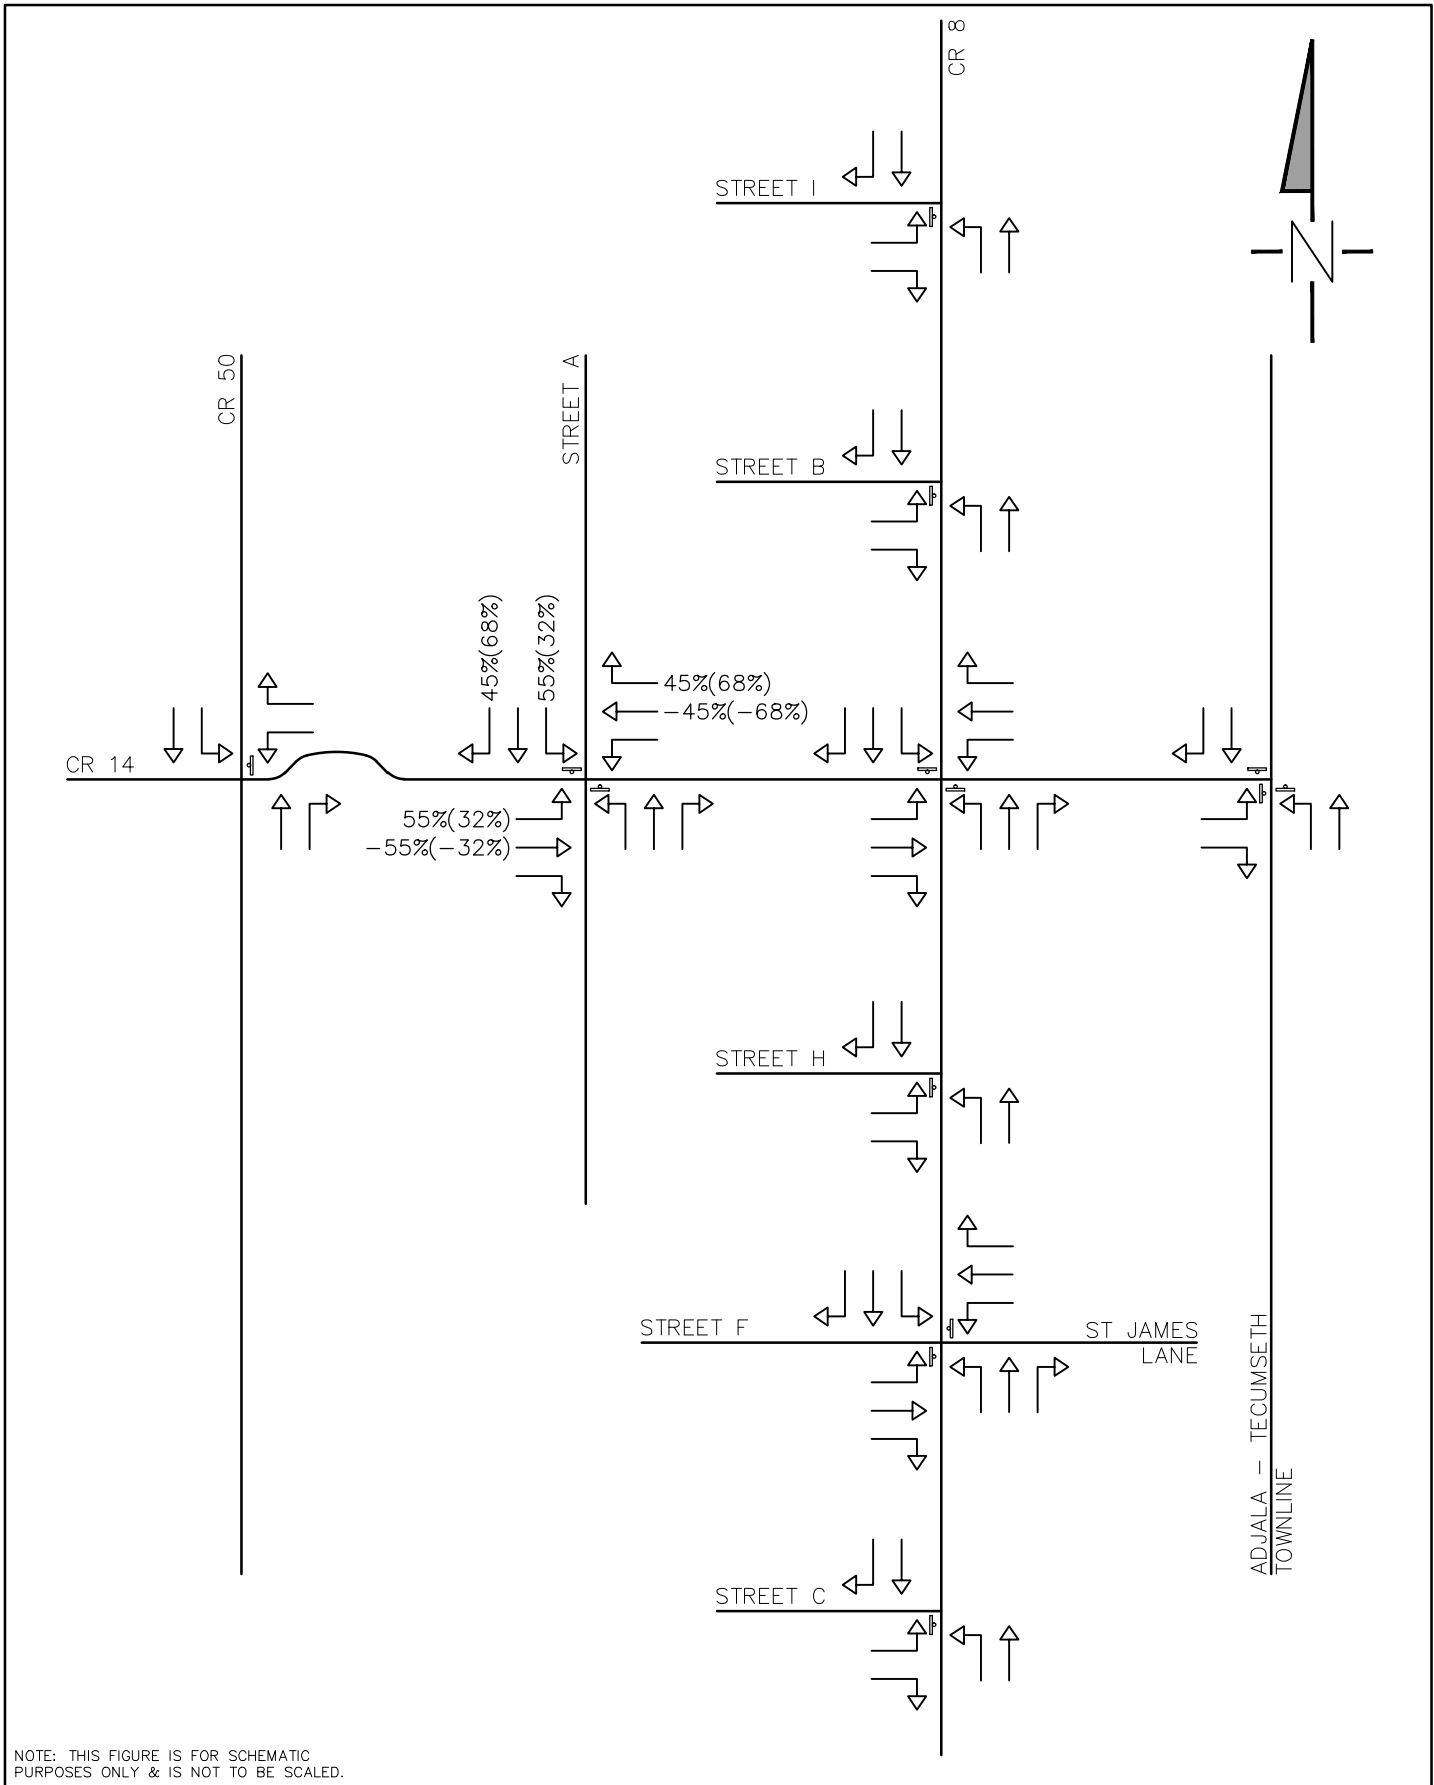 CR 8
N
STREET I
CR 50
STREET A
STREET B
45%(68%)
55%(32%)
45%(68%)
-45%(-68%)
CR 14
55%(32%)
-55%(-32%)
STREET H
STREET F
ST JAMES
LANE
ADJALA - TECUMSETH
TOWNLINE
STREET C
NOTE: THIS FIGURE IS FOR SCHEMATIC
PURPOSES ONLY & IS NOT TO BE SCALED.